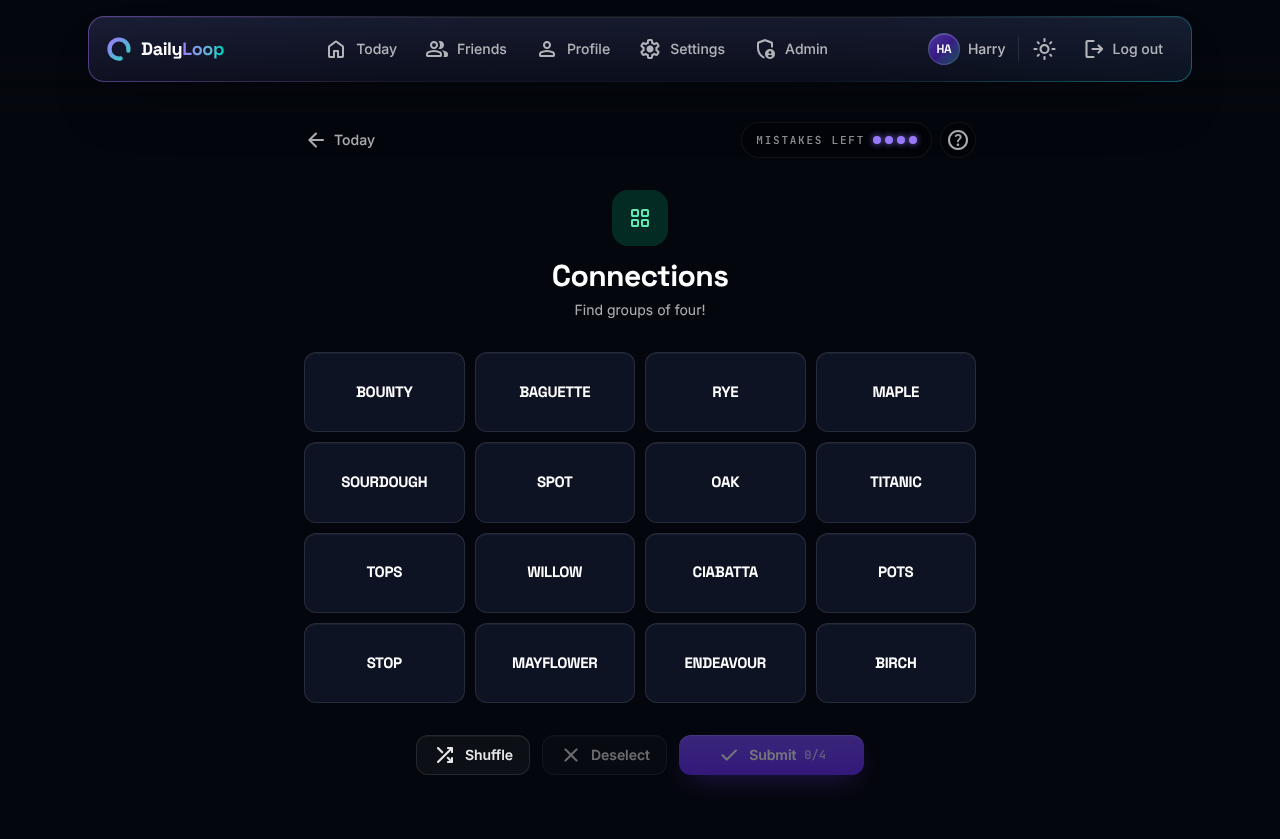 DailyLoop Today Friends Profile Settings Admin HA Harry Log out
Today MISTAKES LEFT
Connections
Find groups of four!
BOUNTY BAGUETTE RYE MAPLE
SOURDOUGH SPOT OAK TITANIC
TOPS WILLOW CIABATTA POTS
STOP MAYFLOWER ENDEAVOUR BIRCH
Shuffle Deselect Submit 0/4